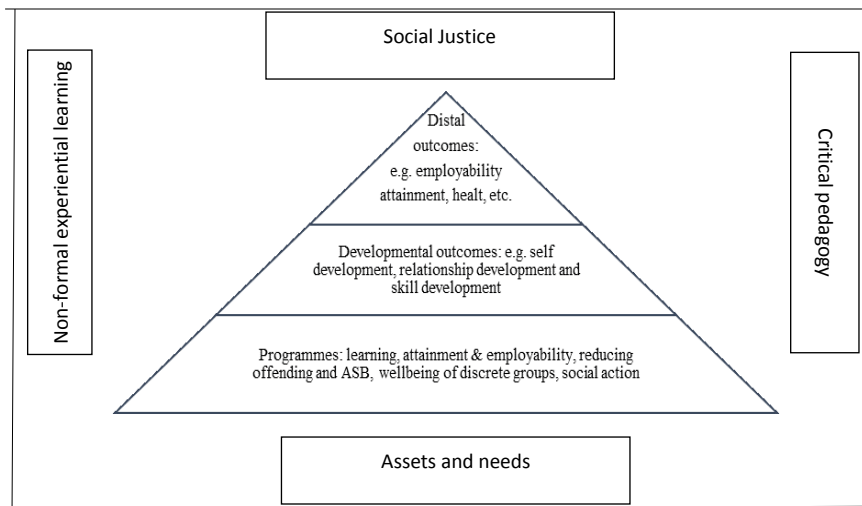 Social Justice
Non-formal experiential learning
Distal
outcomes:
e.g. employability
attainment, healt, etc.
Critical
pedagogy
Developmental outcomes: e.g. self
development, relationship development and
skill development
Programmes: learning, attainment & employability, reducing
offending and ASB, wellbeing of discrete groups, social action
Assets and needs